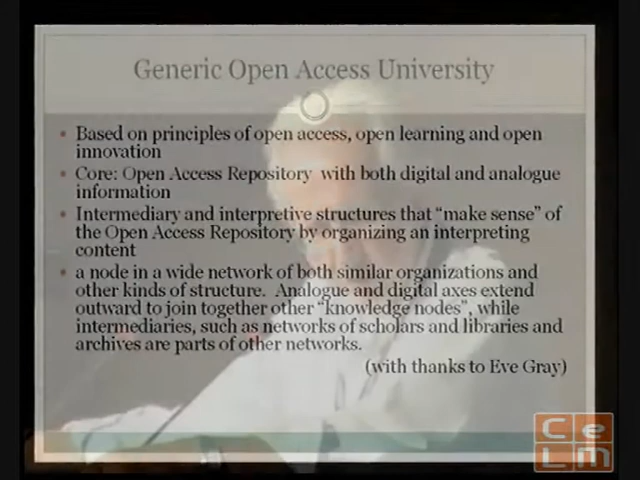 Generic Open Access University
• Based on principles of open access, open learning and open
innovation
• Core: Open Access Repository with both digital and analogue
information
• Intermediary and interpretive structures that “make sense” of
the Open Access Repository by organizing an interpreting
content
• a node in a wide network of both similar organizations and
other kinds of structure. Analogue and digital axes extend
outward to join together other “knowledge nodes”, while
intermediaries, such as networks of scholars and libraries and
archives are parts of other networks.
(with thanks to Eve Gray)
Ce
Lm